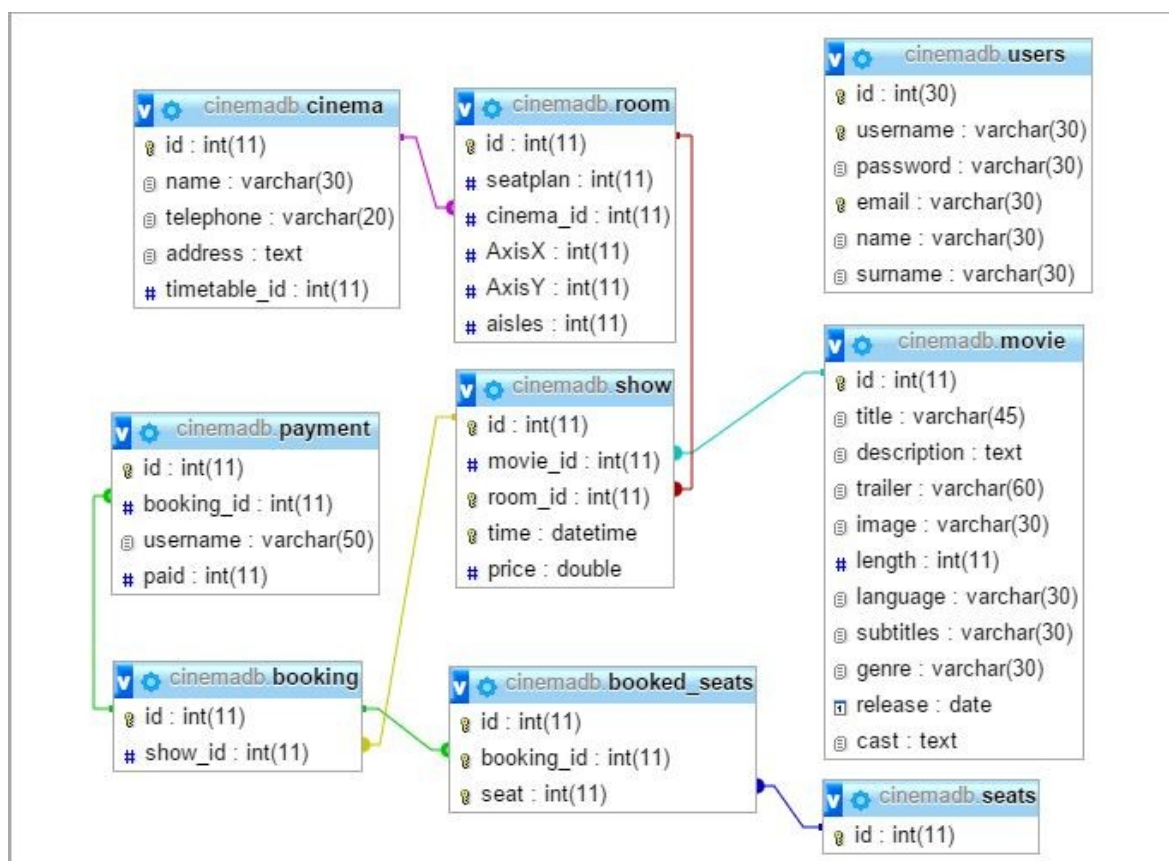 cinemadb.cinema
id : int(11)
name : varchar(30)
telephone : varchar(20)
address : text
timetable_id : int(11)
cinemadb.room
id : int(11)
seatplan : int(11)
cinema_id : int(11)
AxisX : int(11)
AxisY : int(11)
aisles : int(11)
cinemadb.users
id : int(30)
username : varchar(30)
password : varchar(30)
email : varchar(30)
name : varchar(30)
surname : varchar(30)
cinemadb.payment
id : int(11)
booking_id : int(11)
username : varchar(50)
paid : int(11)
cinemadb.show
id : int(11)
movie_id : int(11)
room_id : int(11)
time : datetime
price : double
cinemadb.movie
id : int(11)
title : varchar(45)
description : text
trailer : varchar(60)
image : varchar(30)
length : int(11)
language : varchar(30)
subtitles : varchar(30)
genre : varchar(30)
release : date
cast : text
cinemadb.booking
id : int(11)
show_id : int(11)
cinemadb.booked_seats
id : int(11)
booking_id : int(11)
seat : int(11)
cinemadb.seats
id : int(11)